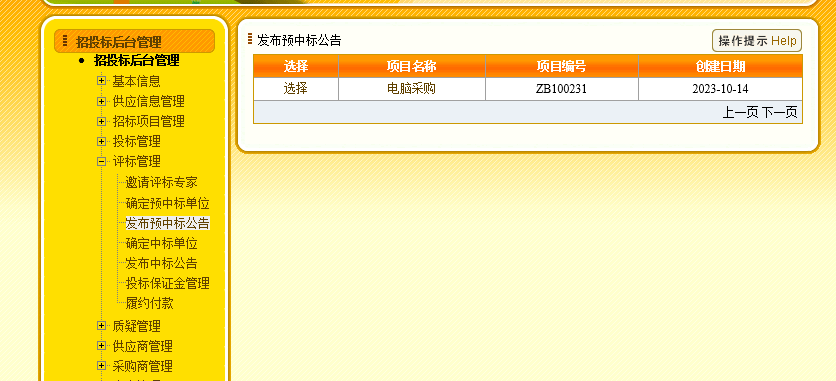 招投标后台管理
招投标后台管理
基本信息
供应信息管理
招标项目管理
投标管理
评标管理
邀请评标专家
确定预中标单位
发布预中标公告
确定中标单位
发布中标公告
投标保证金管理
履约付款
质疑管理
供应商管理
采购商管理
发布预中标公告
操作提示 Help
选择 项目名称 项目编号 创建日期
选择 电脑采购 ZB100231 2023-10-14
上一页 下一页